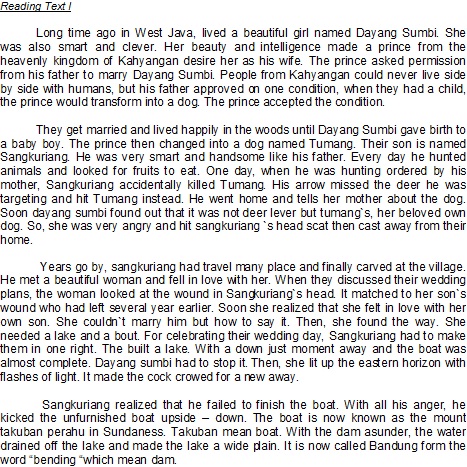 Reading Text I
Long time ago in West Java, lived a beautiful girl named Dayang Sumbi. She
was also smart and clever. Her beauty and intelligence made a prince from the
heavenly kingdom of Kahyangan desire her as his wife. The prince asked permission
from his father to marry Dayang Sumbi. People from Kahyangan could never live side
by side with humans, but his father approved on one condition, when they had a child,
the prince would transform into a dog. The prince accepted the condition.
They get married and lived happily in the woods until Dayang Sumbi gave birth to
a baby boy. The prince then changed into a dog named Tumang. Their son is named
Sangkuriang. He was very smart and handsome like his father. Every day he hunted
animals and looked for fruits to eat. One day, when he was hunting ordered by his
mother, Sangkuriang accidentally killed Tumang. His arrow missed the deer he was
targeting and hit Tumang instead. He went home and tells her mother about the dog.
Soon dayang sumbi found out that it was not deer lever but tumang`s, her beloved own
dog. So, she was very angry and hit sangkuriang `s head scat then cast away from their
home.
Years go by, sangkuriang had travel many place and finally carved at the village.
He met a beautiful woman and fell in love with her. When they discussed their wedding
plans, the woman looked at the wound in Sangkuriang`s head. It matched to her son`s
wound who had left several year earlier. Soon she realized that she felt in love with her
own son. She couldn`t marry him but how to say it. Then, she found the way. She
needed a lake and a bout. For celebrating their wedding day, Sangkuriang had to make
them in one right. The built a lake. With a down just moment away and the boat was
almost complete. Dayang sumbi had to stop it. Then, she lit up the eastern horizon with
flashes of light. It made the cock crowed for a new away.
Sangkuriang realized that he failed to finish the boat. With all his anger, he
kicked the unfurnished boat upside – down. The boat is now known as the mount
takuban perahu in Sundaness. Takuban mean boat. With the dam asunder, the water
drained off the lake and made the lake a wide plain. It is now called Bandung form the
word “bending “which mean dam.